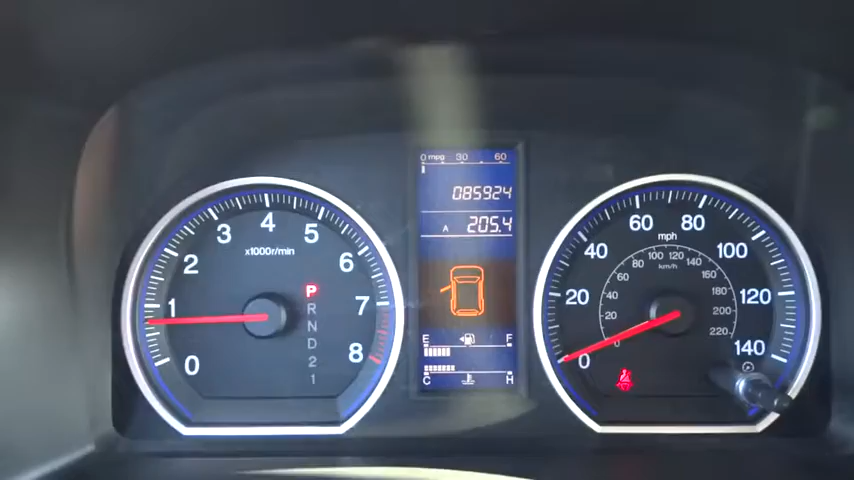 0 mpg 30 60
085924
A 205.4
E F
C H
0 1 2 3 4 5 6 7 8
x1000r/min
P
R
N
D
2
1
0 20 40 60 80 100 120 140
mph
km/h
0 20 40 60 80 100 120 140 160 180 200 220